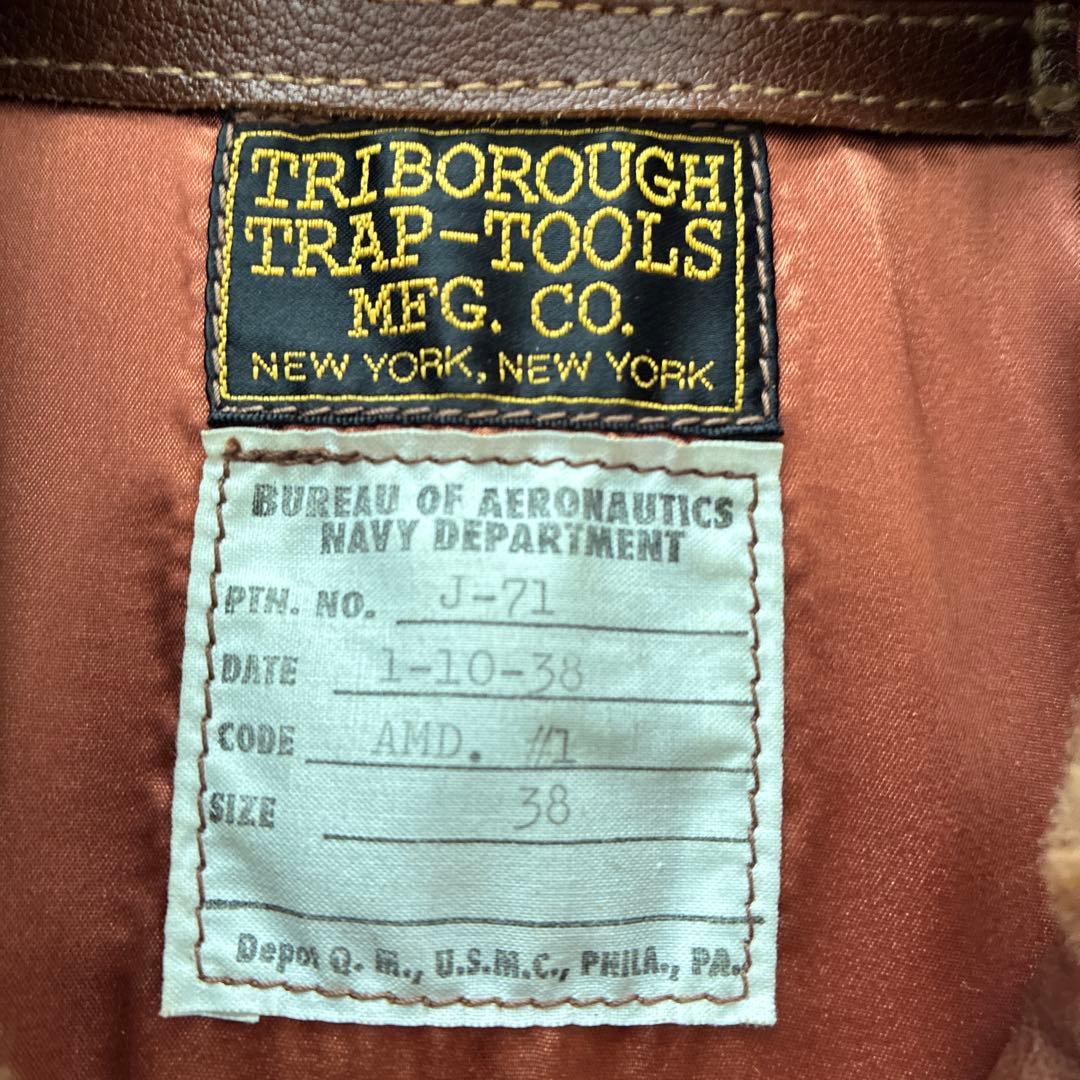 TRIBOROUGH
TRAP-TOOLS
MFG. CO.
NEW YORK, NEW YORK
BUREAU OF AERONAUTICS
NAVY DEPARTMENT
PTN. NO. J-71
DATE 1-10-38
CODE AMD. #1
SIZE 38
Depot Q. M., U.S.M.C., PHILA., PA.